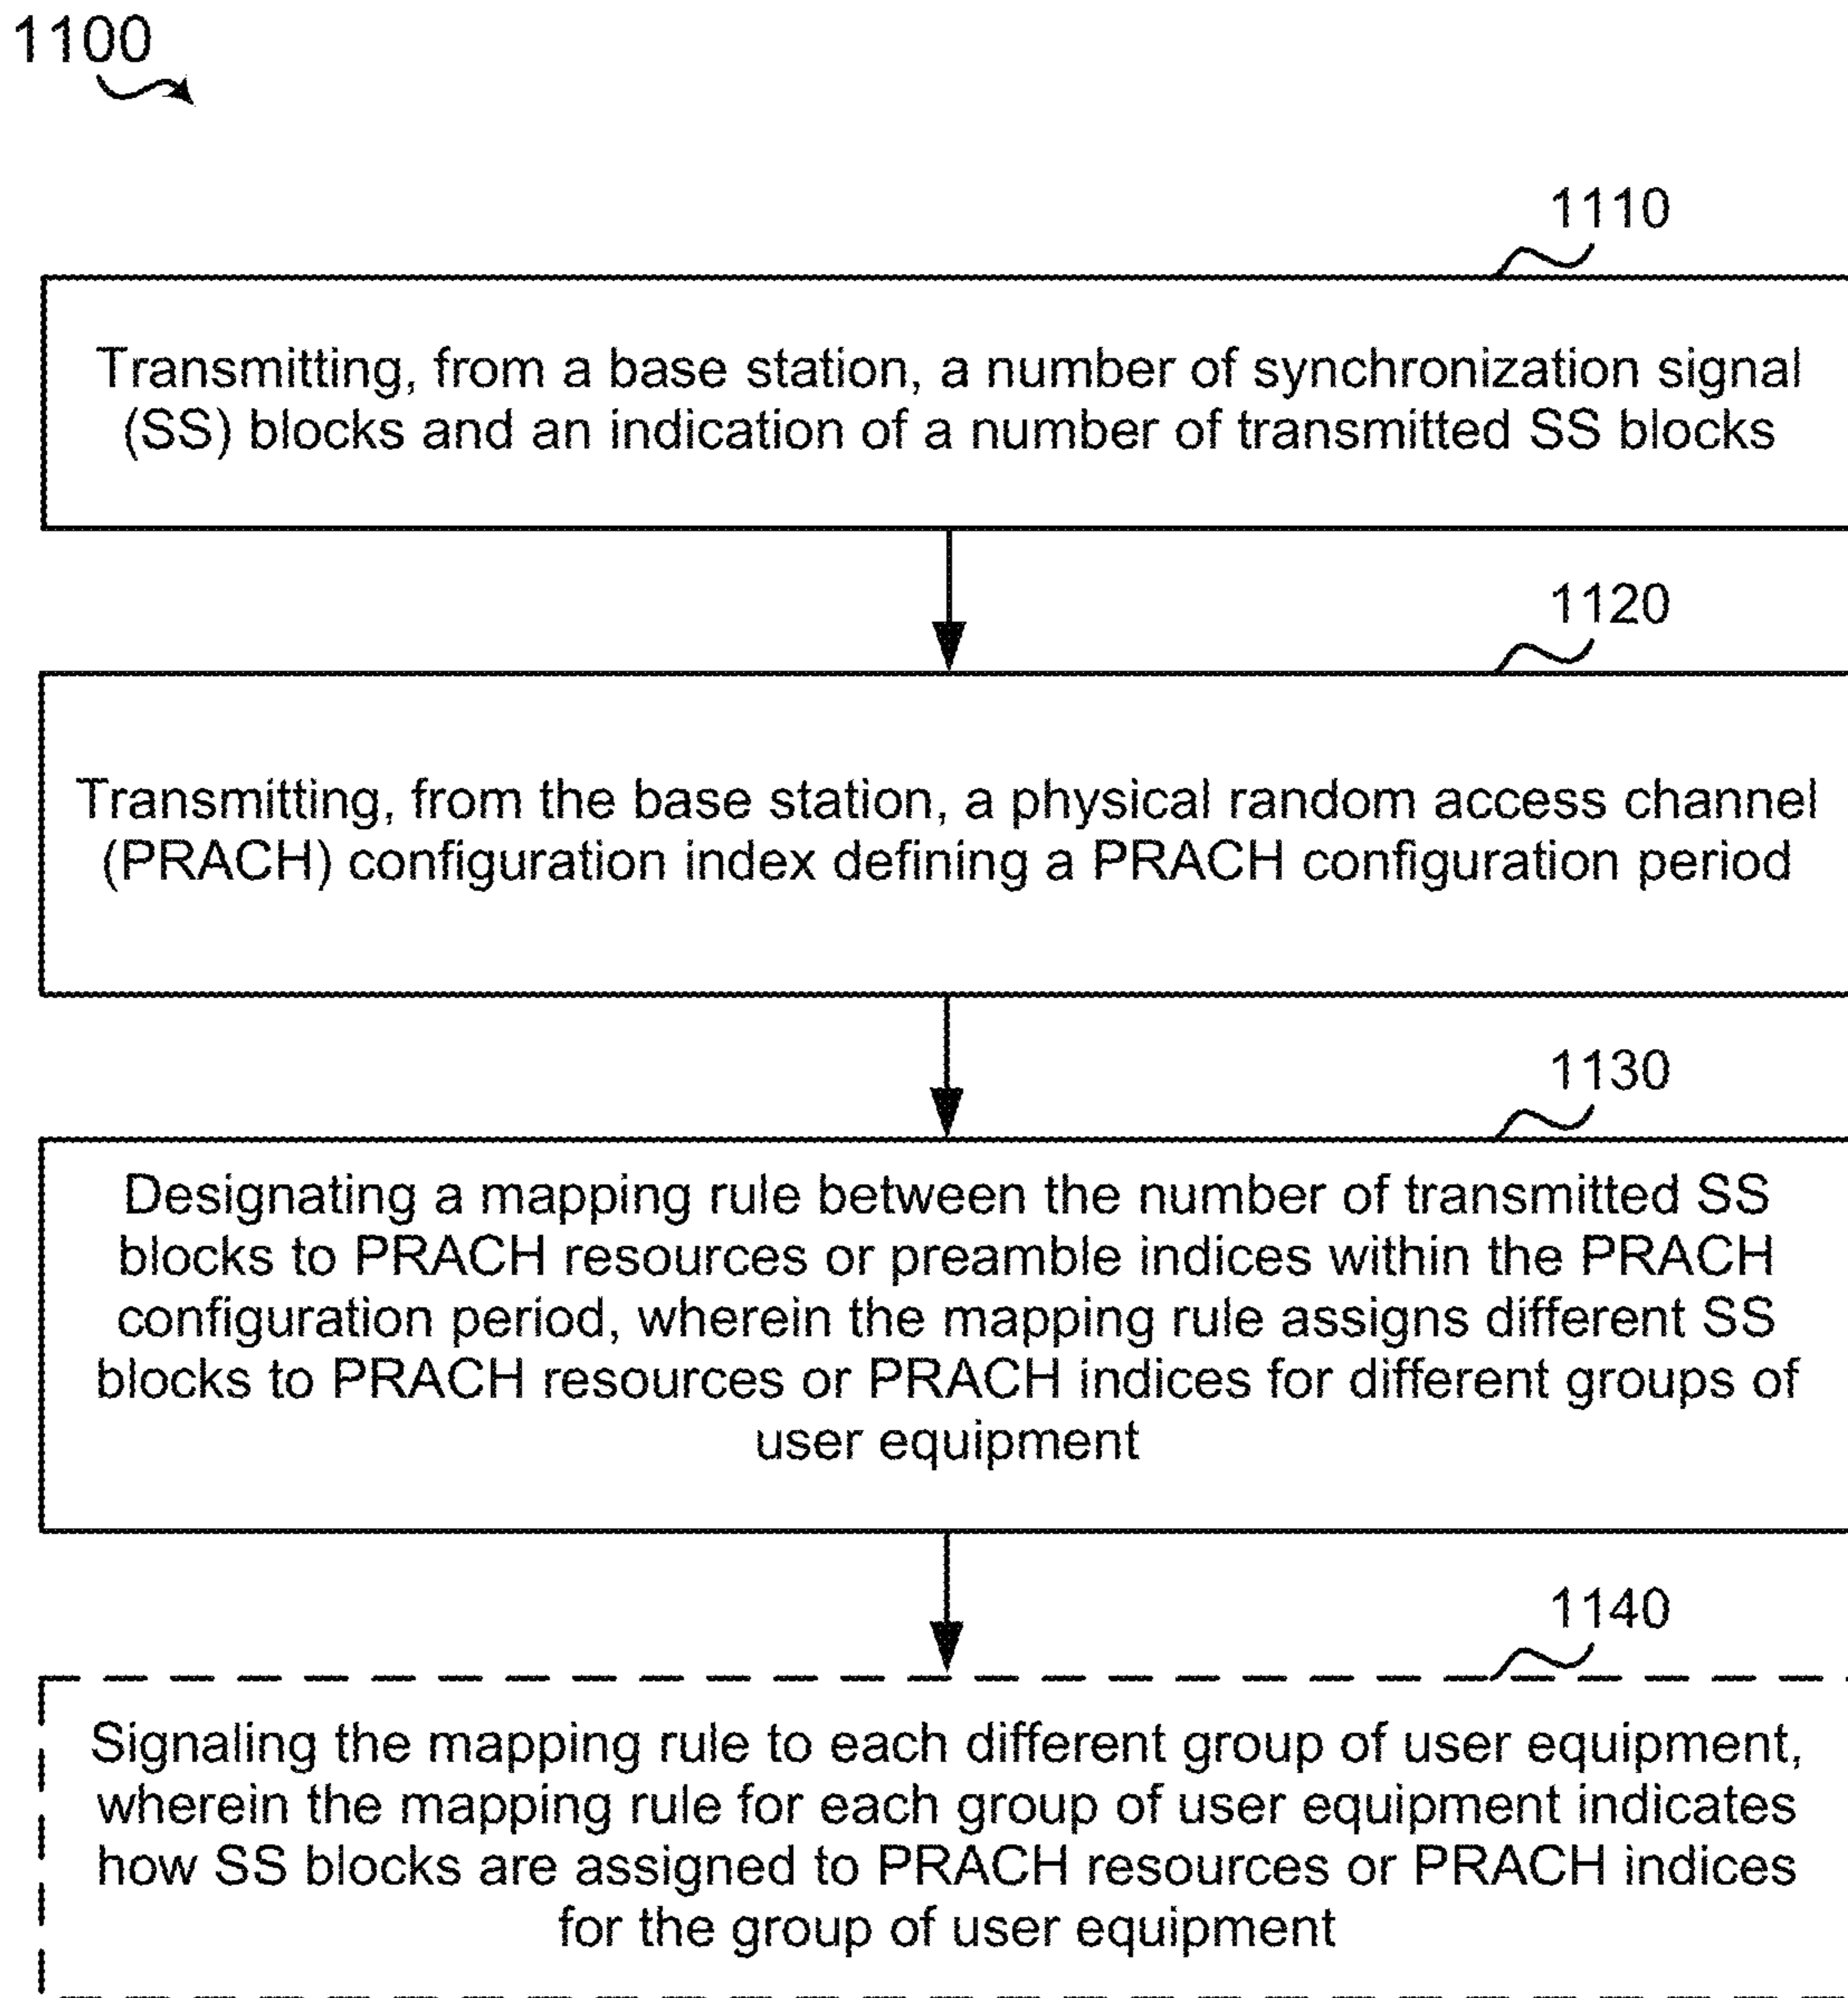 1100
1110
Transmitting, from a base station, a number of synchronization signal
(SS) blocks and an indication of a number of transmitted SS blocks
1120
Transmitting, from the base station, a physical random access channel
(PRACH) configuration index defining a PRACH configuration period
1130
Designating a mapping rule between the number of transmitted SS
blocks to PRACH resources or preamble indices within the PRACH
configuration period, wherein the mapping rule assigns different SS
blocks to PRACH resources or PRACH indices for different groups of
user equipment
1140
Signaling the mapping rule to each different group of user equipment,
wherein the mapping rule for each group of user equipment indicates
how SS blocks are assigned to PRACH resources or PRACH indices
for the group of user equipment